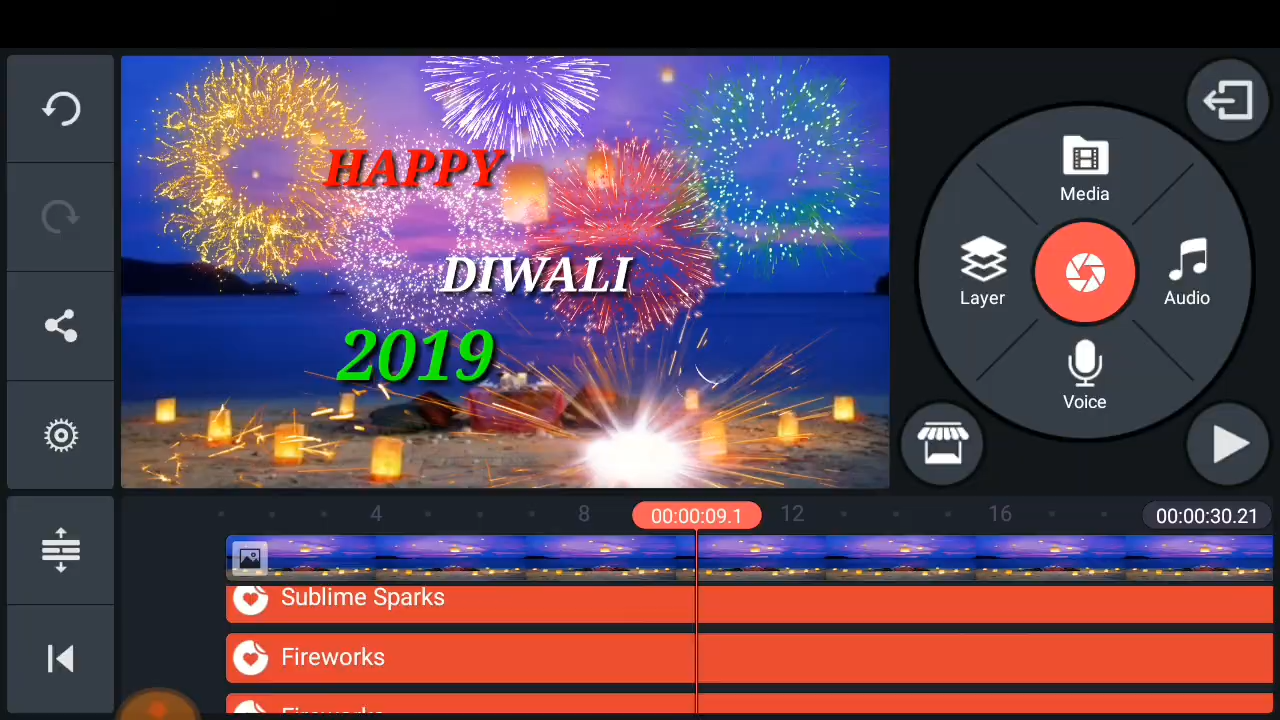 HAPPY
DIWALI
2019
Media
Layer
Audio
Voice
4
8
00:00:09.1
12
16
00:00:30.21
Sublime Sparks
Fireworks
Fireworks